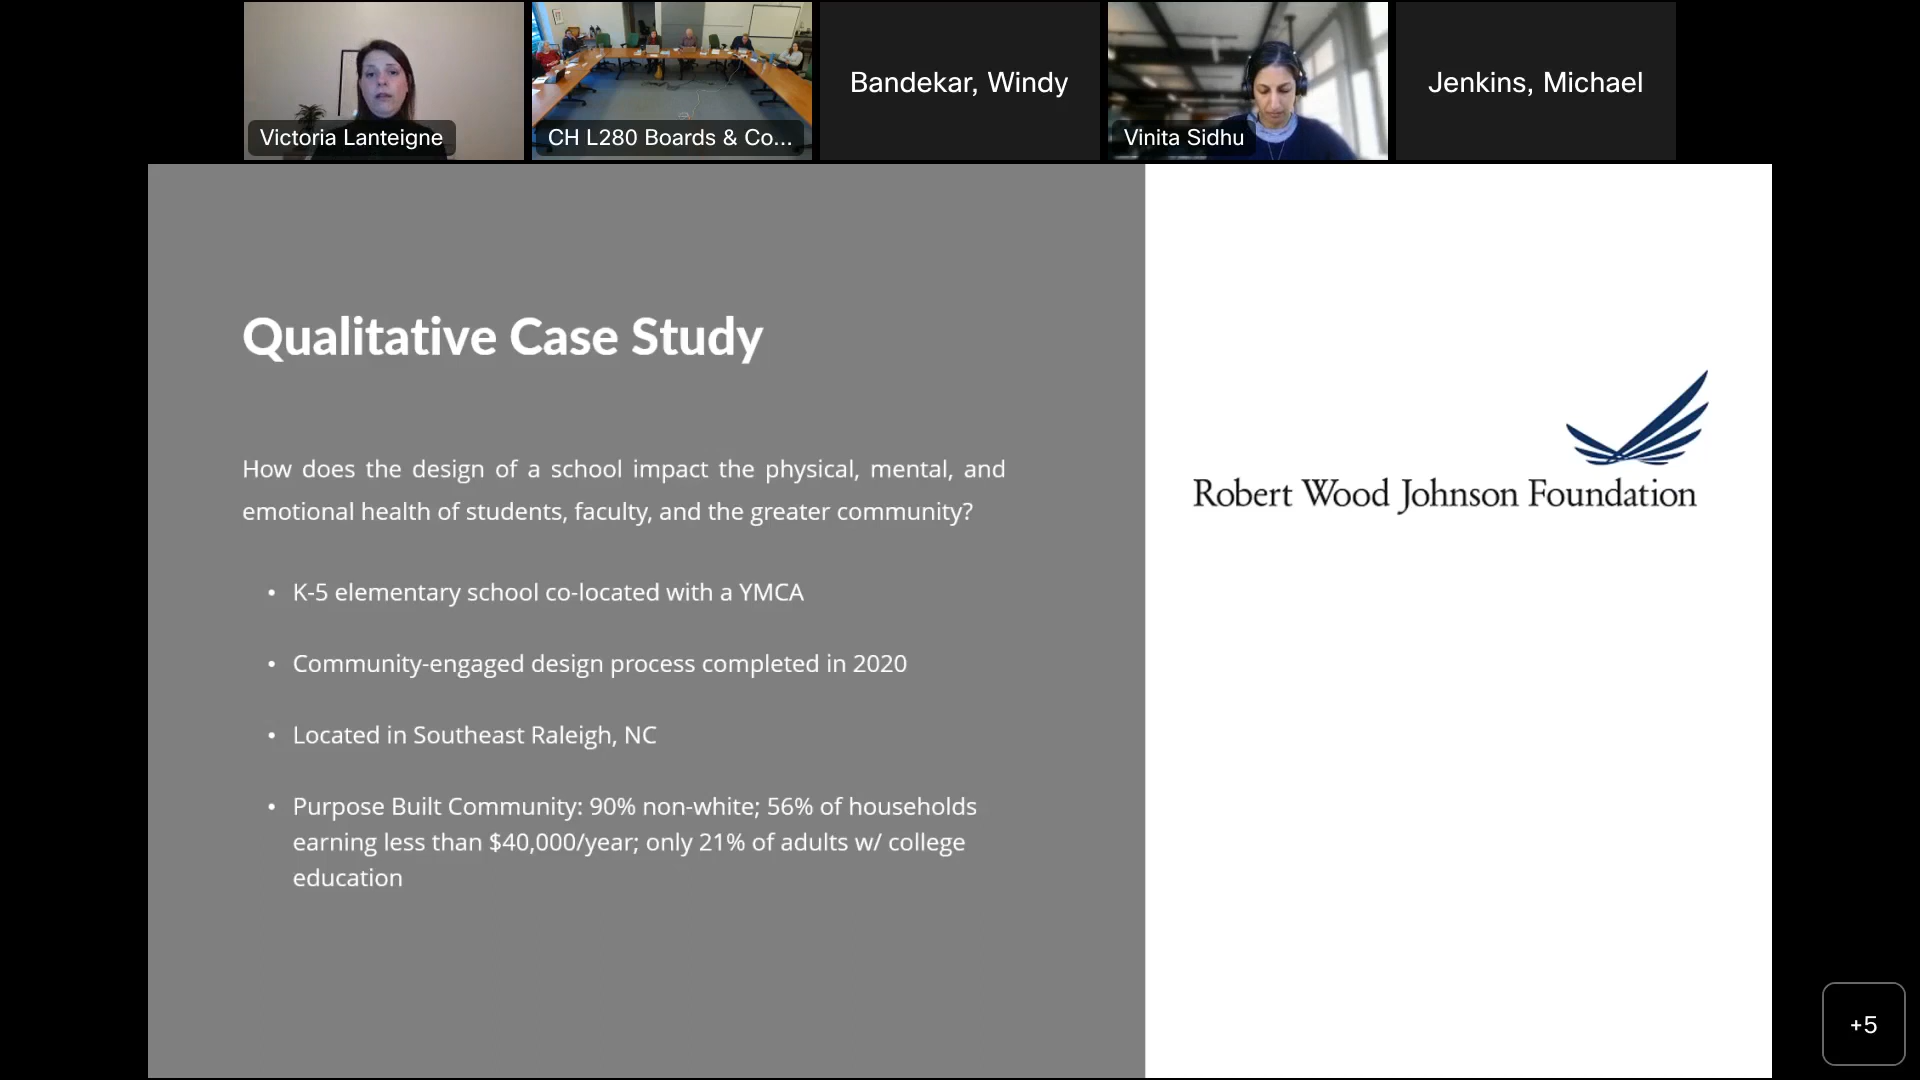 Victoria Lanteigne
CH L280 Boards & Co...
Bandekar, Windy
Vinita Sidhu
Jenkins, Michael
Qualitative Case Study
How does the design of a school impact the physical, mental, and
emotional health of students, faculty, and the greater community?
• K-5 elementary school co-located with a YMCA
• Community-engaged design process completed in 2020
• Located in Southeast Raleigh, NC
• Purpose Built Community: 90% non-white; 56% of households
earning less than $40,000/year; only 21% of adults w/ college
education
Robert Wood Johnson Foundation
+5